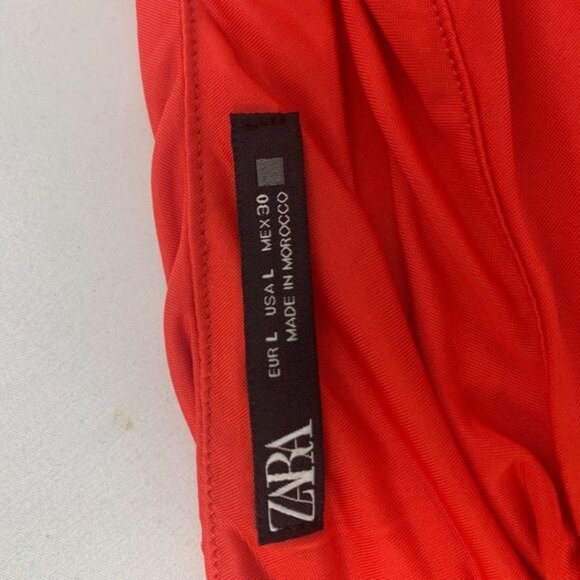 ZARA
EUR L USA L MEX 30
MADE IN MOROCCO